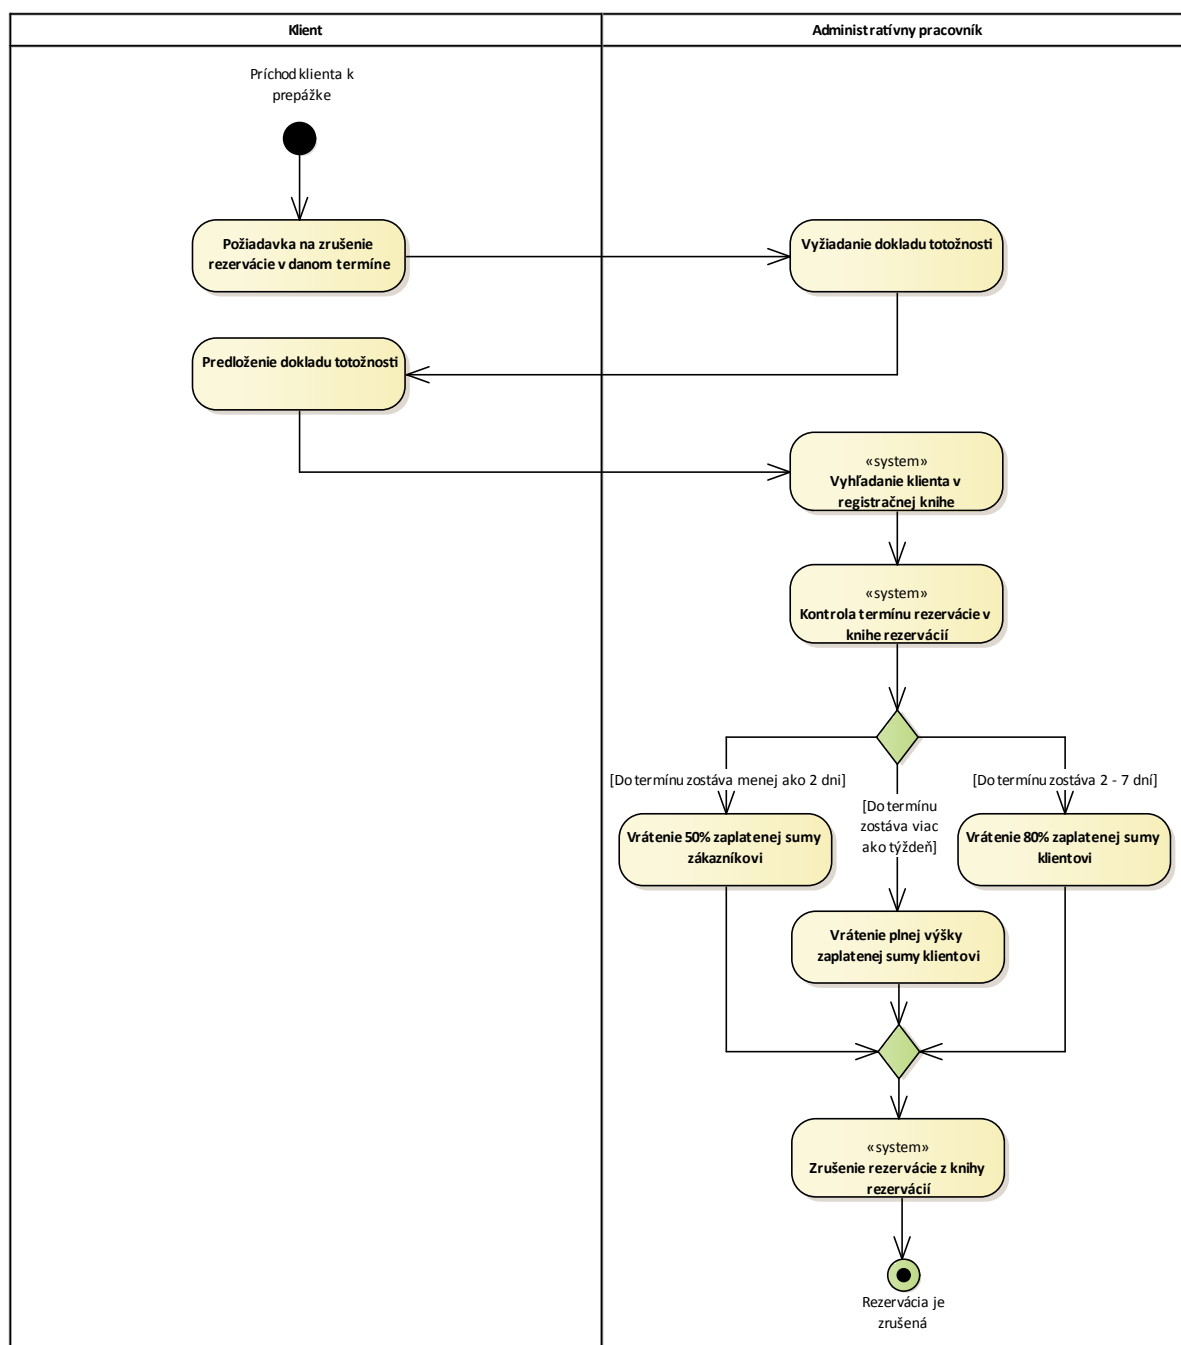 Klient
Administratívny pracovník
Príchod klienta k
prepážke
Požiadavka na zrušenie
rezervácie v danom termíne
Vyžiadanie dokladu totožnosti
Predloženie dokladu totožnosti
«system»
Vyhľadanie klienta v
registračnej knihe
«system»
Kontrola termínu rezervácie v
knihe rezervácií
[Do termínu zostáva menej ako 2 dni]
[Do termínu zostáva 2 - 7 dní]
[Do termínu
zostáva viac
ako týždeň]
Vrátenie 50% zaplatenej sumy
zákazníkovi
Vrátenie 80% zaplatenej sumy
klientovi
Vrátenie plnej výšky
zaplatenej sumy klientovi
«system»
Zrušenie rezervácie z knihy
rezervácií
Rezervácia je
zrušená